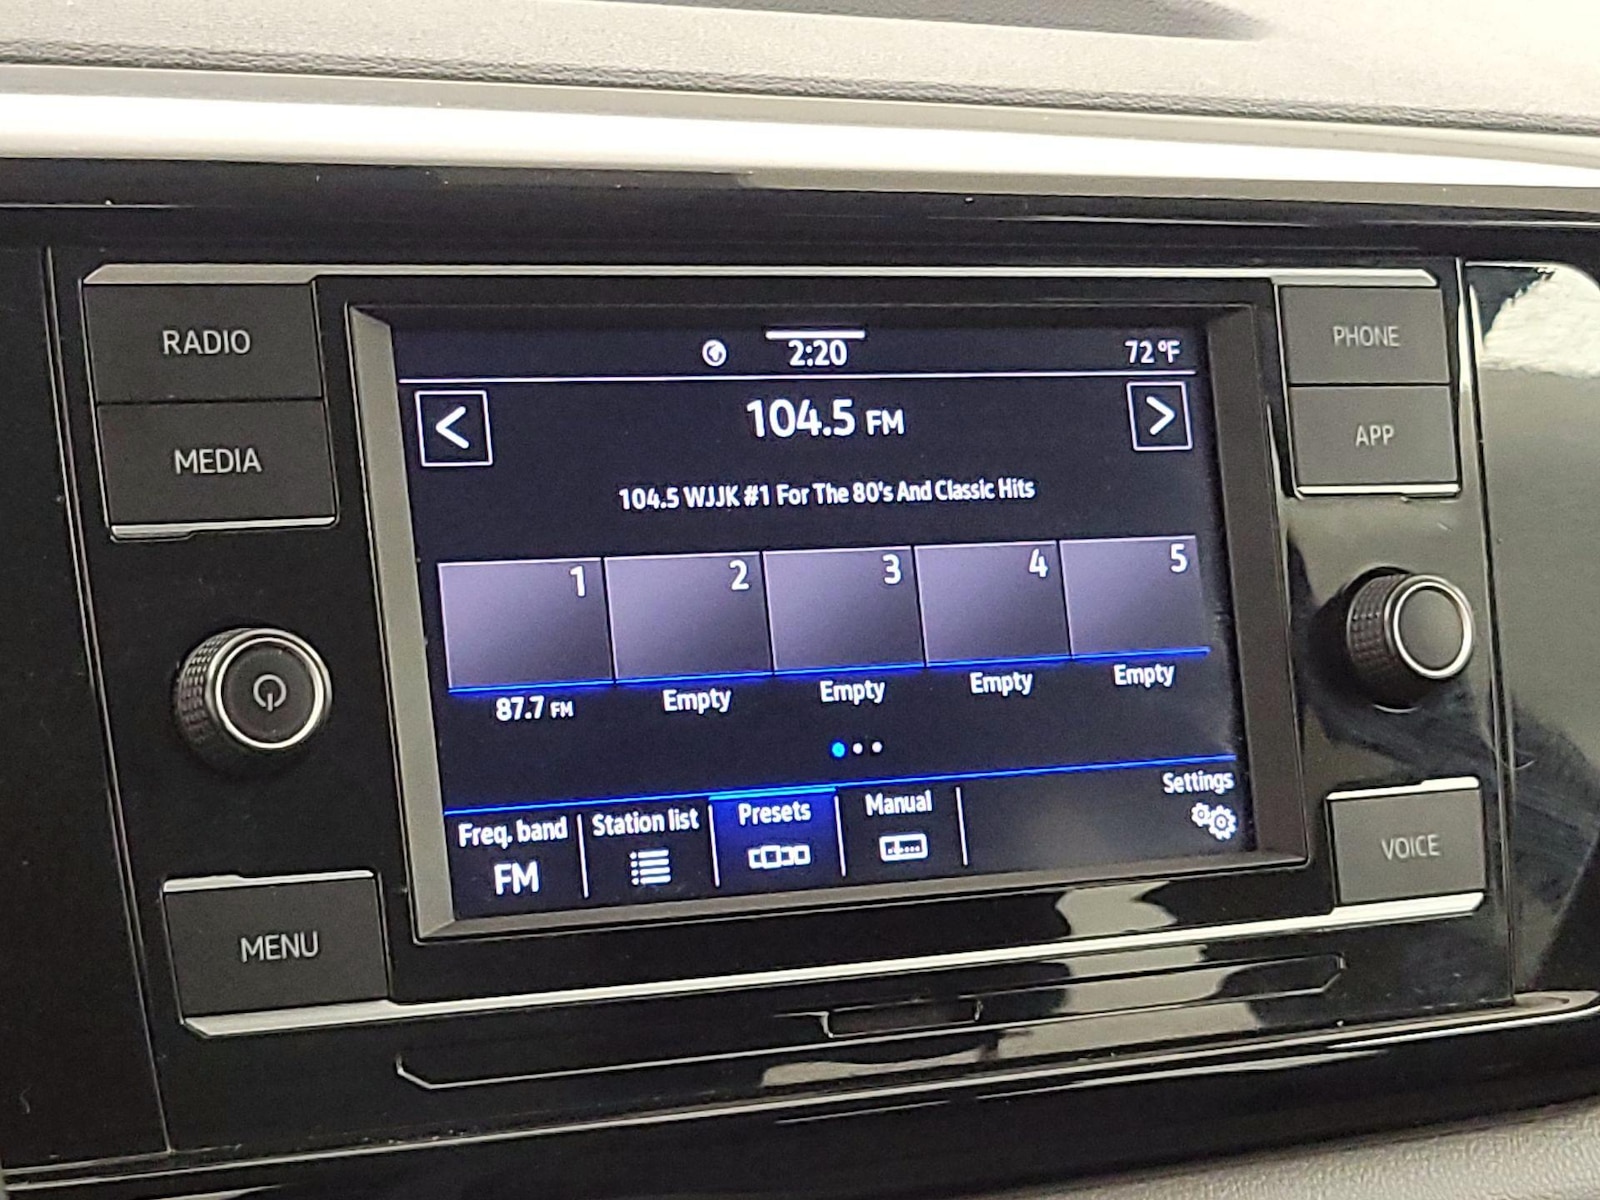 RADIO
MEDIA
MENU
2:20
72 °F
<
104.5 FM
>
104.5 WJJK #1 For The 80's And Classic Hits
1
2
3
4
5
87.7 FM
Empty
Empty
Empty
Empty
Freq. band
FM
Station list
Presets
Manual
Settings
PHONE
APP
VOICE